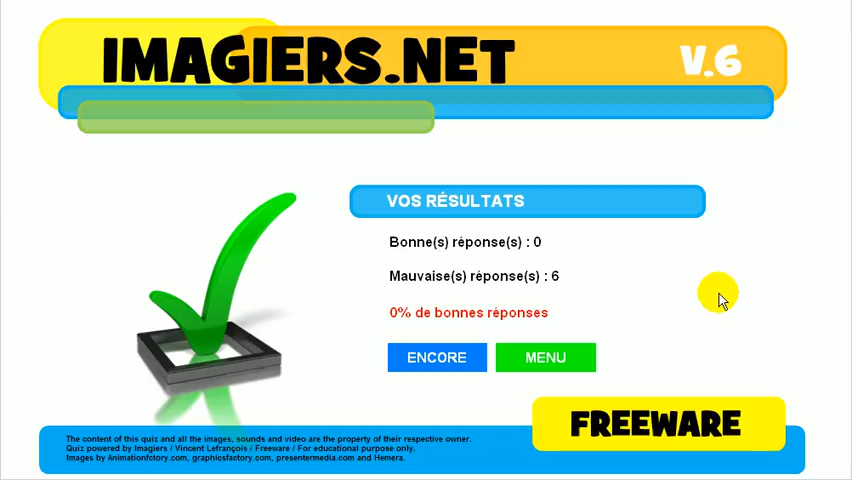 IMAGIERS.NET
V.6
VOS RÉSULTATS
Bonne(s) réponse(s) : 0
Mauvaise(s) réponse(s) : 6
0% de bonnes réponses
ENCORE
MENU
FREEWARE
The content of this quiz and all the images, sounds and video are the property of their respective owner.
Quiz powered by Imagiers / Vincent Lefrançois / Freeware / For educational purpose only.
Images by Animationfctory.com, graphicsfactory.com, presentermedia.com and Hemera.